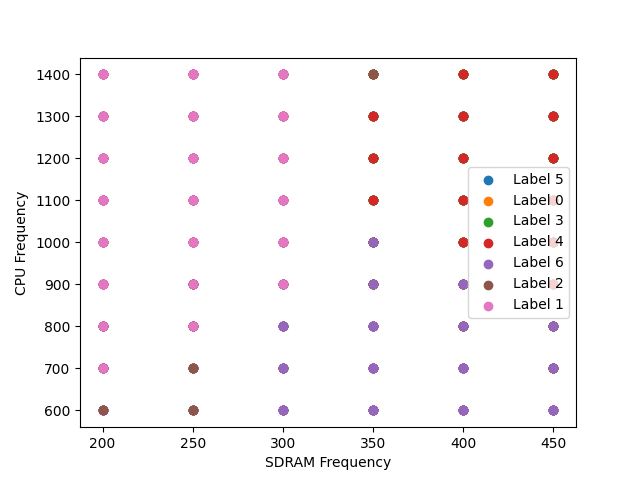 1400
1300
1200
1100
1000
900
800
700
600
CPU Frequency
200 250 300 350 400 450
SDRAM Frequency
Label 5
Label 0
Label 3
Label 4
Label 6
Label 2
Label 1